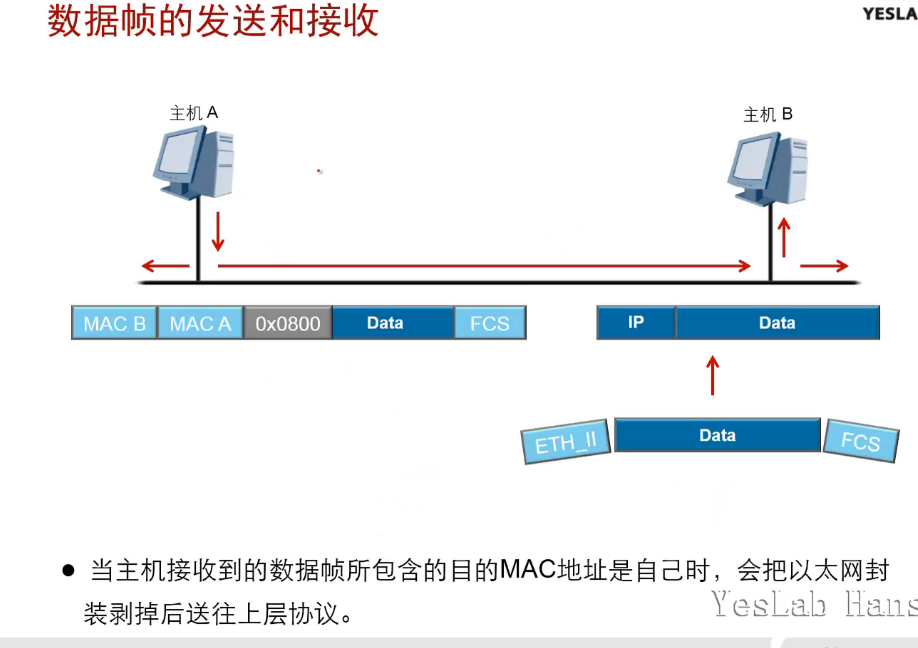 数据帧的发送和接收
YESLA
主机 A
主机 B
MAC B MAC A 0x0800 Data FCS
IP Data
ETH_II Data FCS
● 当主机接收到的数据帧所包含的目的MAC地址是自己时，会把以太网封
装剥掉后送往上层协议。
YesLab Hans